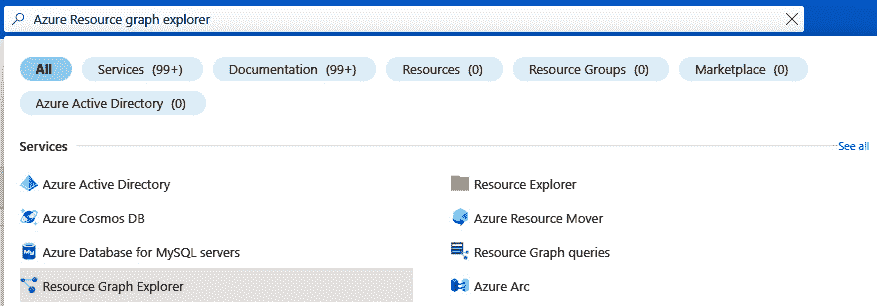 Azure Resource graph explorer
All Services (99+) Documentation (99+) Resources (0) Resource Groups (0) Marketplace (0)
Azure Active Directory (0)
Services See all
Azure Active Directory Resource Explorer
Azure Cosmos DB Azure Resource Mover
My Azure Database for MySQL servers Resource Graph queries
Resource Graph Explorer Azure Arc